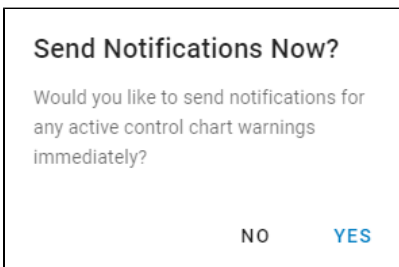 Send Notifications Now?
Would you like to send notifications for
any active control chart warnings
immediately?
NO YES